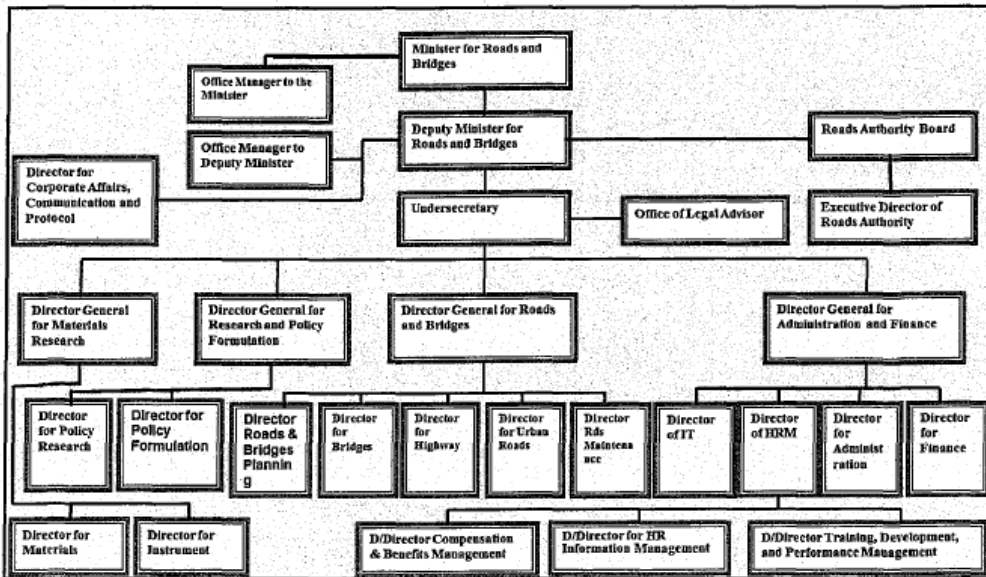 Minister for Roads and
Bridges
Office Manager to the
Minister
Deputy Minister for
Roads and Bridges
Roads Authority Board
Office Manager to
Deputy Minister
Director for
Corporate Affairs,
Communication and
Protocol
Undersecretary
Office of Legal Advisor
Executive Director of
Roads Authority
Director General
for Materials
Research
Director General for
Research and Policy
Formulation
Director General for Roads
and Bridges
Director General for
Administration and Finance
Director
for Policy
Research
Director for
Policy
Formulation
Director
Roads &
Bridges
Plannin
g
Director
for
Bridges
Director
for
Highway
Director
for Urban
Roads
Director
Rds
Maintena
nce
Director
of IT
Director
of HRM
Director
for
Administ
ration
Director
for
Finance
Director for
Materials
Director for
Instrument
D/Director Compensation
& Benefits Management
D/Director for HR
Information Management
D/Director Training, Development,
and Performance Management